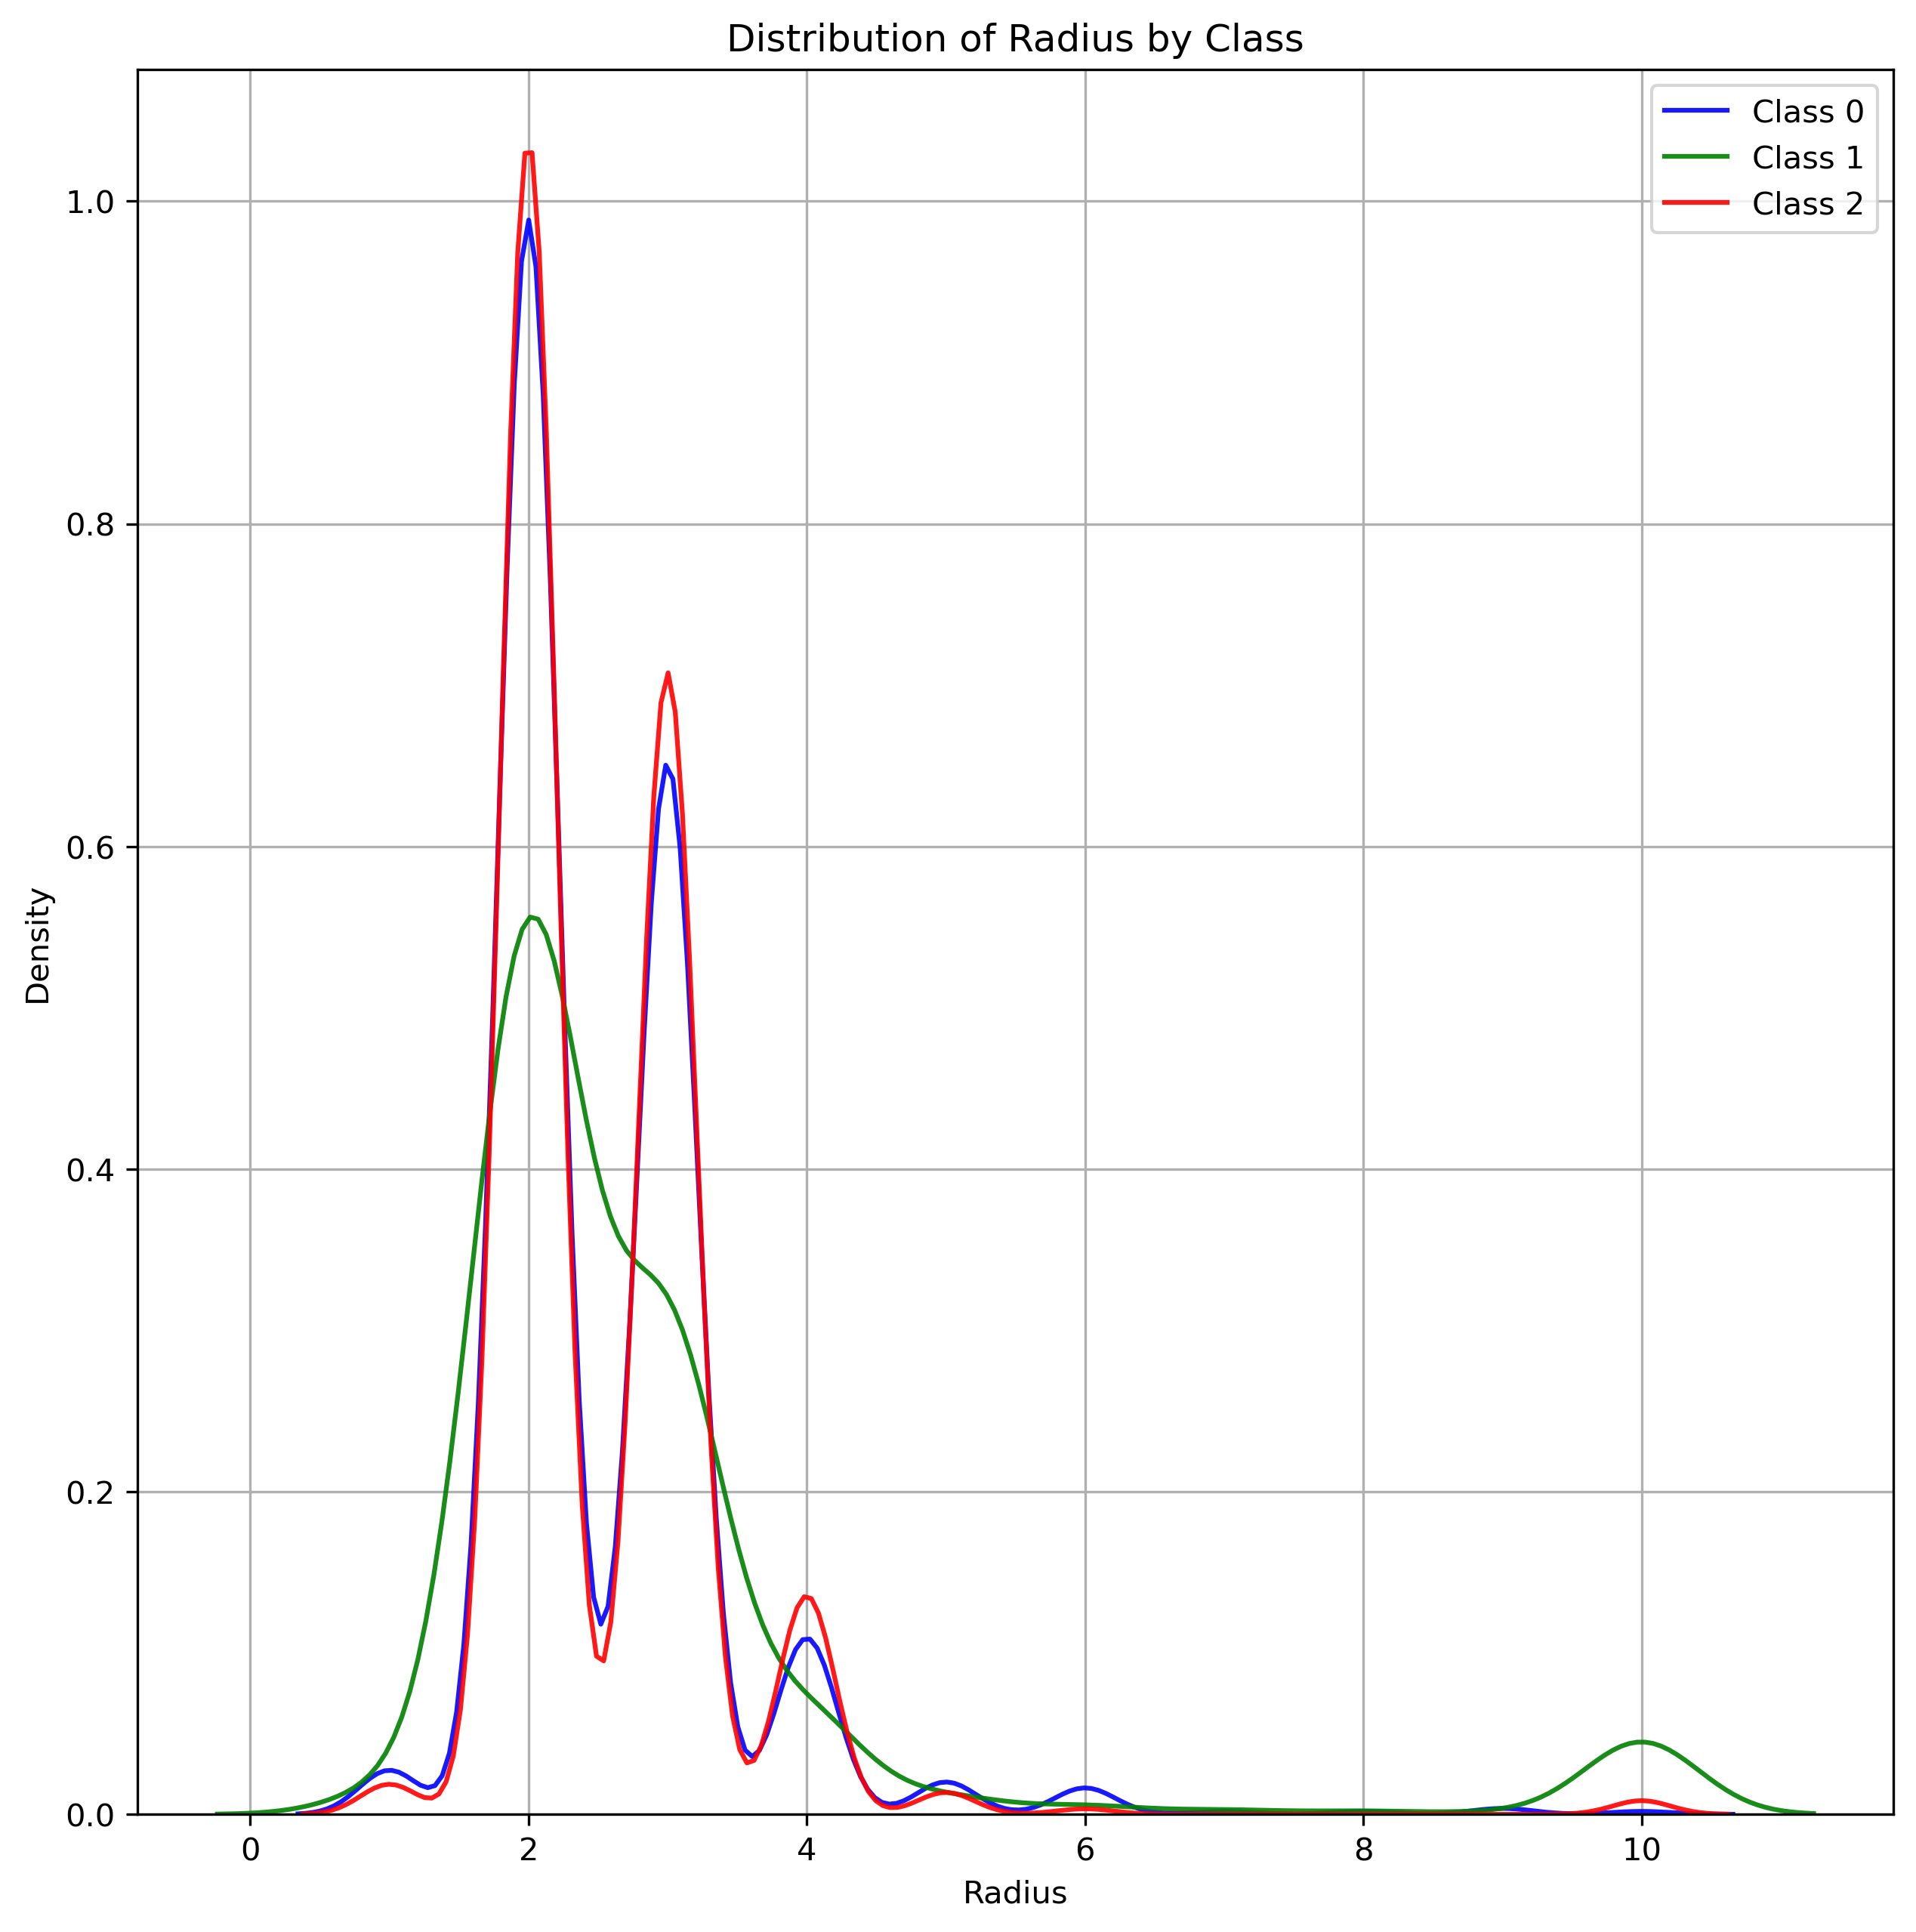 Distribution of Radius by Class
Class 0
Class 1
Class 2
Density
1.0
0.8
0.6
0.4
0.2
0.0
0 2 4 6 8 10
Radius